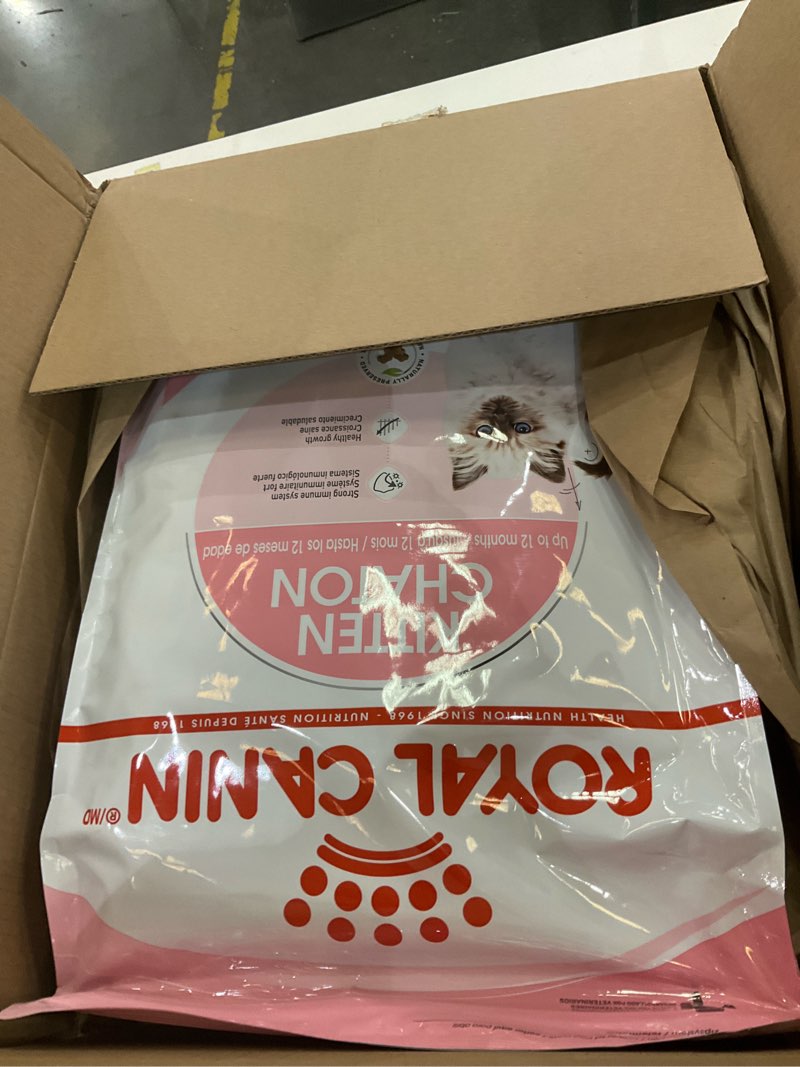 ROYAL CANIN ®/MD
HEALTH NUTRITION SINCE 1968 - NUTRITION SANTÉ DEPUIS 1968
KITTEN
CHATON
Up to 12 months / Jusqu'à 12 mois / Hasta los 12 meses de edad
Strong immune system
Système immunitaire fort
Sistema inmunológico fuerte
Healthy growth
Croissance saine
Crecimiento saludable
NATURALLY PRESERVED